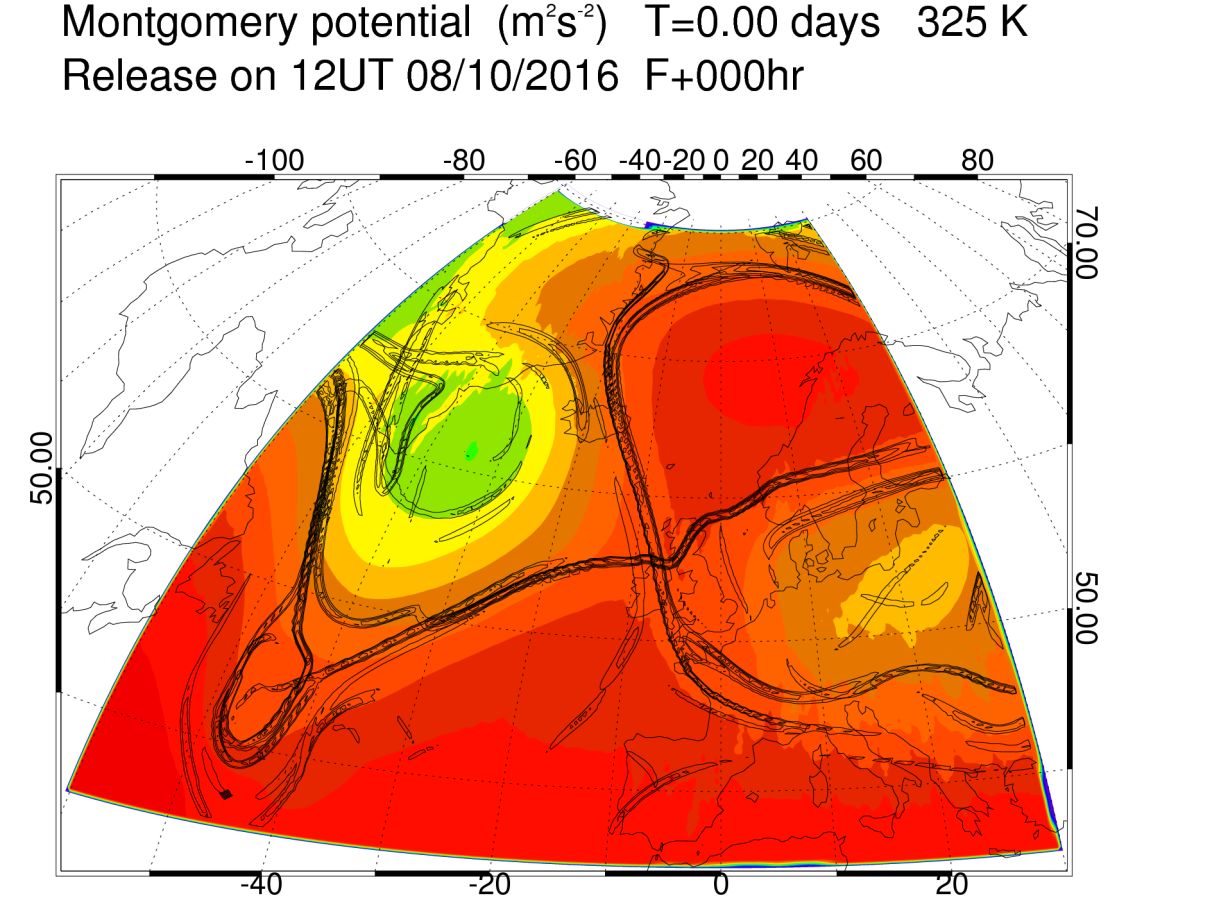 Montgomery potential (m²s⁻²) T=0.00 days 325 K
Release on 12UT 08/10/2016 F+000hr
-100 -80 -60 -40 -20 0 20 40 60 80
70.00
50.00
50.00
-40 -20 0 20